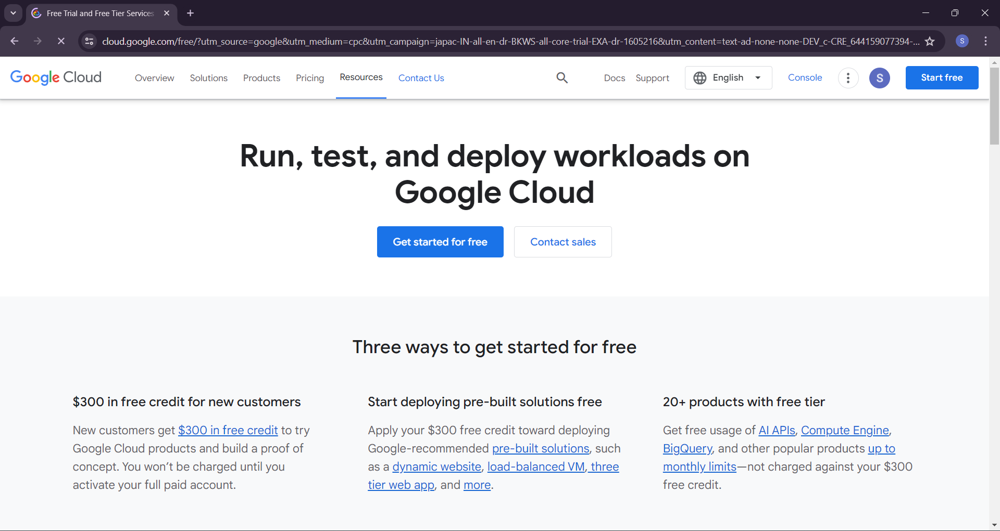 Free Trial and Free Tier Services
cloud.google.com/free/?utm_source=google&utm_medium=cpc&utm_campaign=japac-IN-all-en-dr-BKWS-all-core-trial-EXA-dr-1605216&utm_content=text-ad-none-none-DEV_c-CRE_644159077394-...
S
Google Cloud
Overview
Solutions
Products
Pricing
Resources
Contact Us
Docs
Support
English
Console
S
Start free
Run, test, and deploy workloads on
Google Cloud
Get started for free
Contact sales
Three ways to get started for free
$300 in free credit for new customers
New customers get $300 in free credit to try
Google Cloud products and build a proof of
concept. You won’t be charged until you
activate your full paid account.
Start deploying pre-built solutions free
Apply your $300 free credit toward deploying
Google-recommended pre-built solutions, such
as a dynamic website, load-balanced VM, three
tier web app, and more.
20+ products with free tier
Get free usage of AI APIs, Compute Engine,
BigQuery, and other popular products up to
monthly limits—not charged against your $300
free credit.